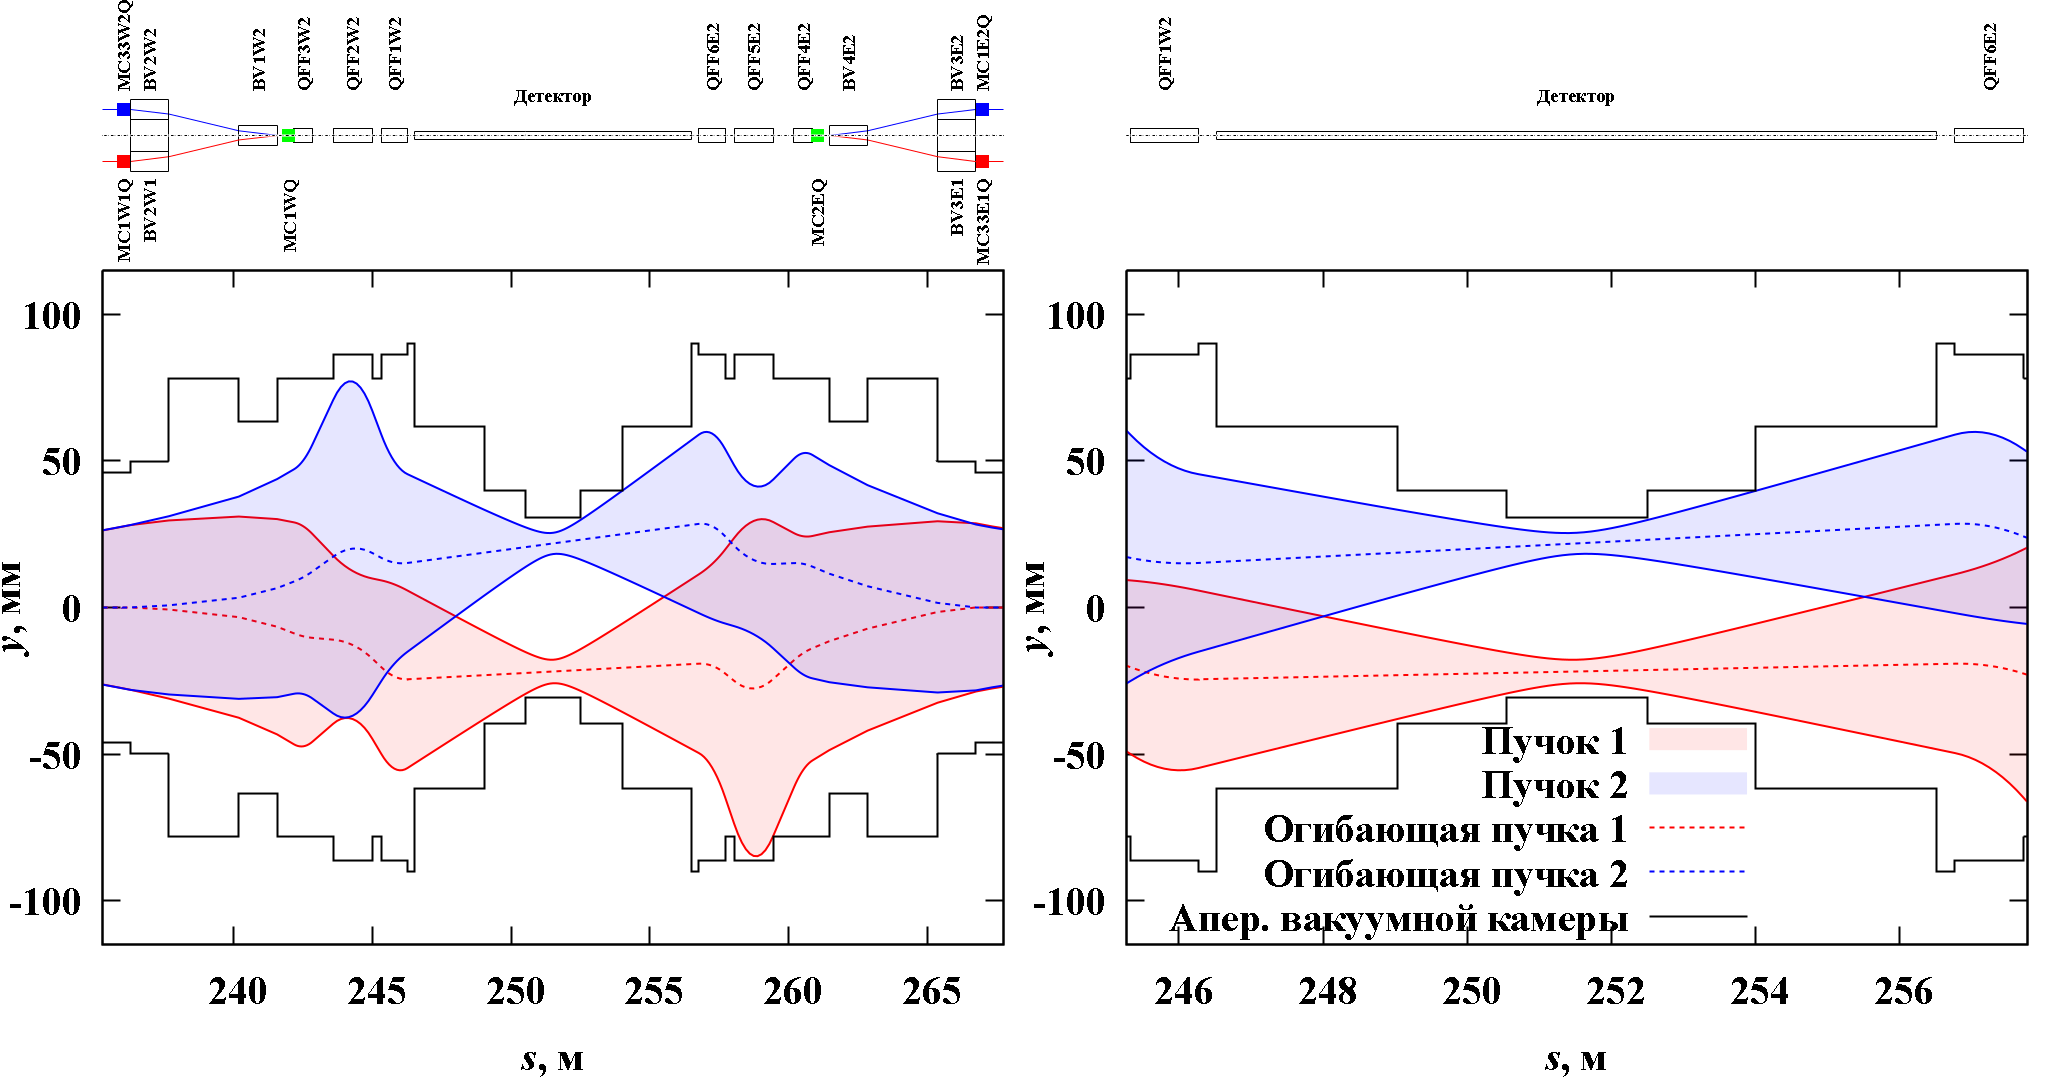 MC33W2Q
BV2W2
BV1W2
QFF3W2
QFF2W2
QFF1W2
Детектор
QFF6E2
QFF5E2
QFF4E2
BV4E2
BV3E2
MC1E2Q
MC1W1Q
BV2W1
MC1WQ
MC2EQ
BV3E1
MC33E1Q
100
50
0
-50
-100
y, мм
240 245 250 255 260 265
s, м
QFF1W2
Детектор
QFF6E2
100
50
0
-50
-100
y, мм
Пучок 1
Пучок 2
Огибающая пучка 1
Огибающая пучка 2
Апер. вакуумной камеры
246 248 250 252 254 256
s, м